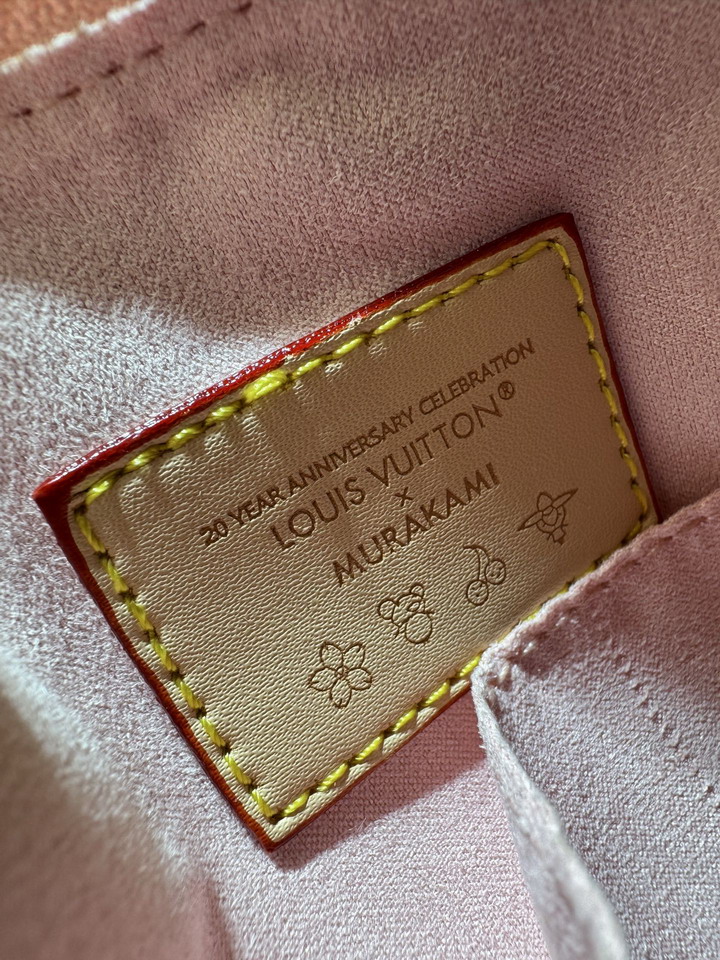 20 YEAR ANNIVERSARY CELEBRATION
LOUIS VUITTON®
×
MURAKAMI